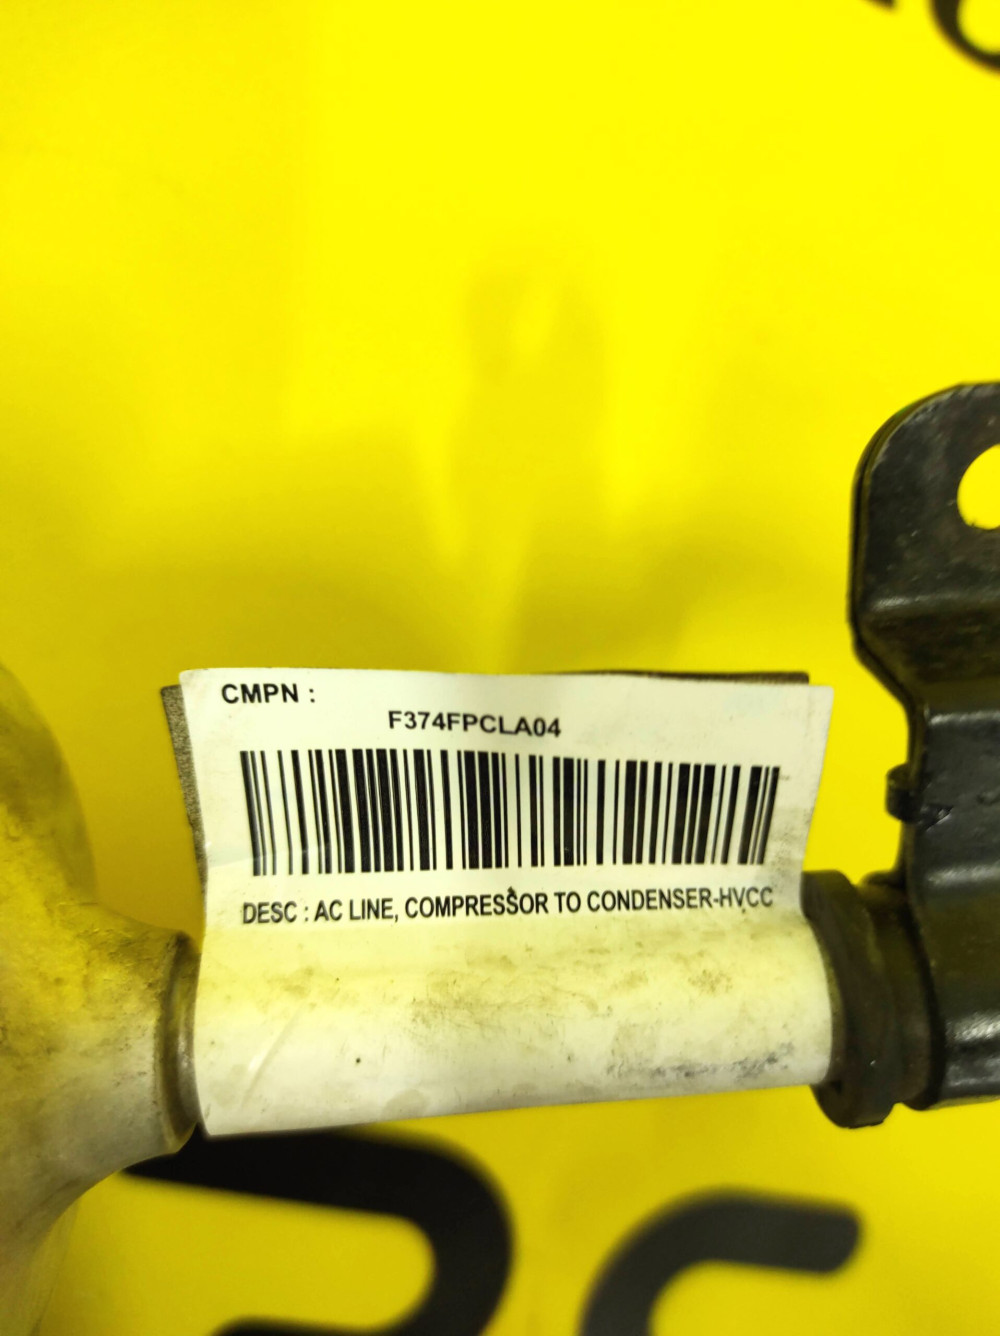 CMPN :
F374FPCLA04
DESC : AC LINE, COMPRESSOR TO CONDENSER-HVCC